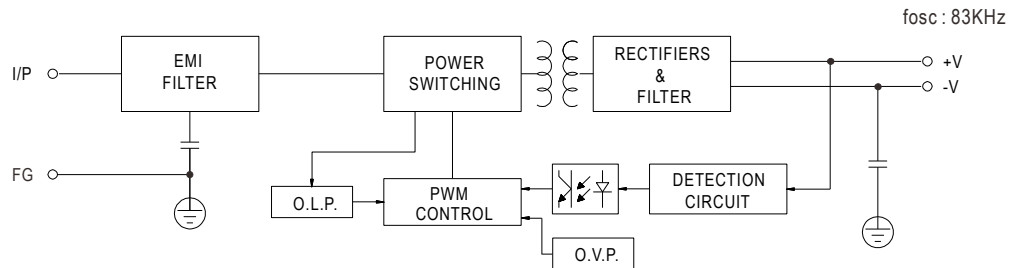 fosc : 83KHz
I/P
EMI
FILTER
POWER
SWITCHING
RECTIFIERS
&
FILTER
+V
-V
FG
O.L.P.
PWM
CONTROL
DETECTION
CIRCUIT
O.V.P.